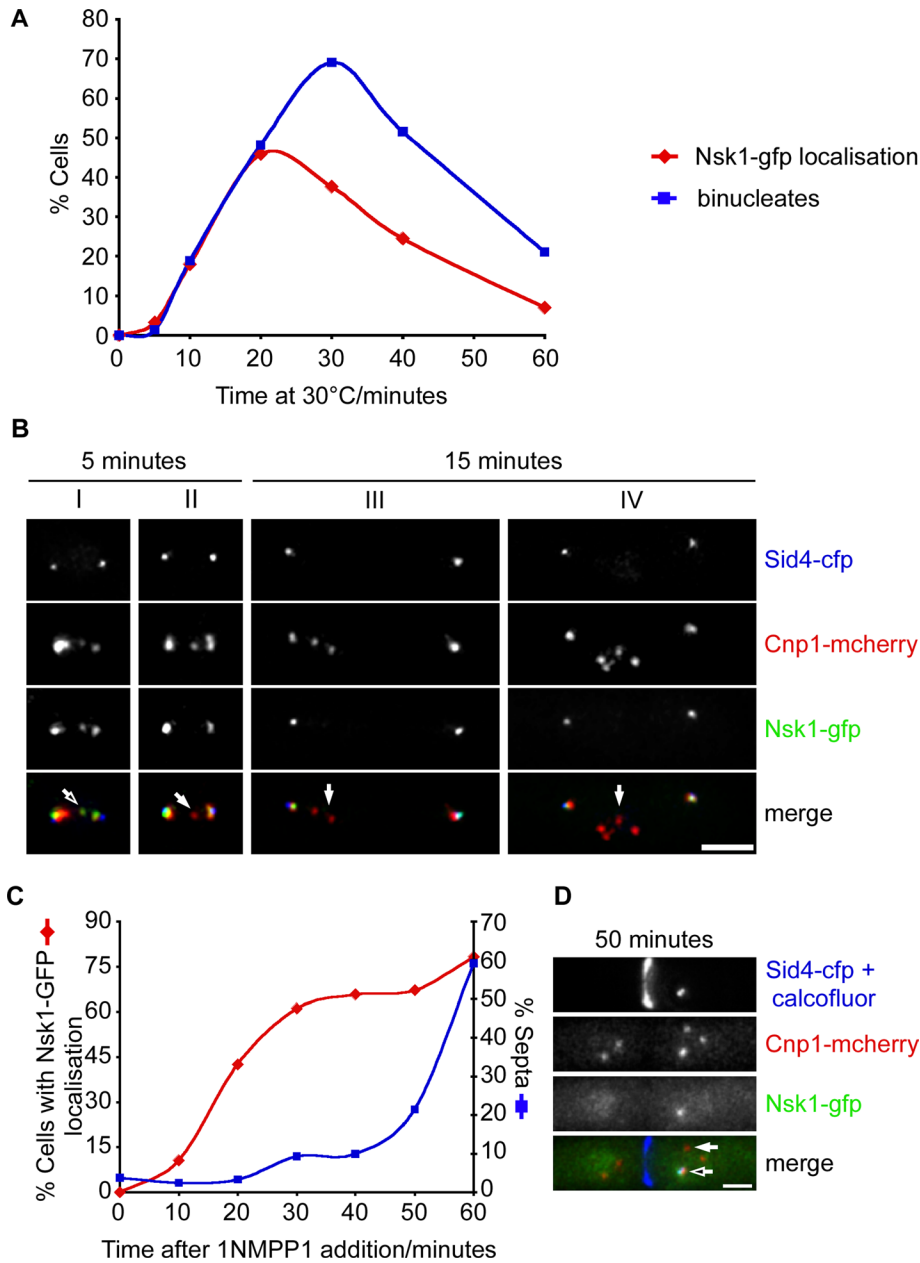 A
80
70
60
50
40
30
20
10
0
% Cells
0 10 20 30 40 50 60
Time at 30°C/minutes
Nsk1-gfp localisation
binucleates
B
5 minutes 15 minutes
I II III IV
Sid4-cfp
Cnp1-mcherry
Nsk1-gfp
merge
C
% Cells with Nsk1-GFP
localisation
90
75
60
45
30
15
0
70
60
50
40
30
20
10
0
% Septa
0 10 20 30 40 50 60
Time after 1NMPP1 addition/minutes
D
50 minutes
Sid4-cfp +
calcofluor
Cnp1-mcherry
Nsk1-gfp
merge